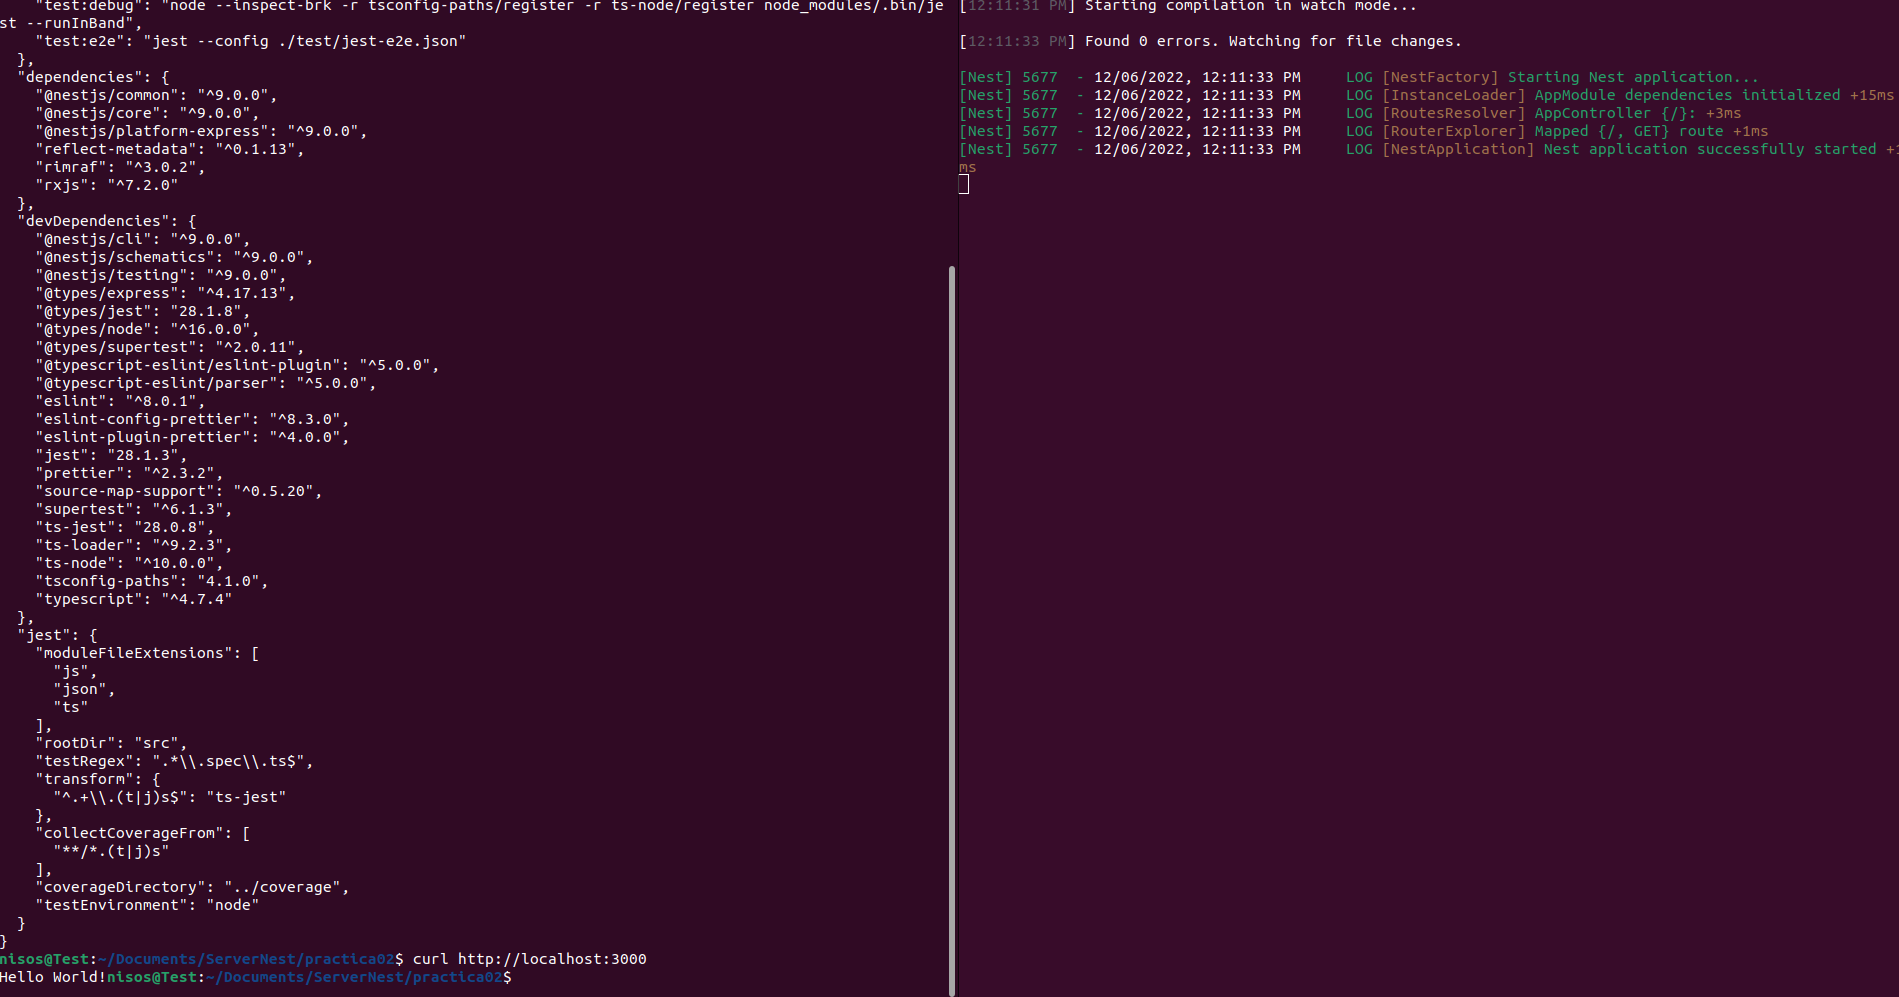 "test:debug": "node --inspect-brk -r tsconfig-paths/register -r ts-node/register node_modules/.bin/je
st --runInBand",
    "test:e2e": "jest --config ./test/jest-e2e.json"
  },
  "dependencies": {
    "@nestjs/common": "^9.0.0",
    "@nestjs/core": "^9.0.0",
    "@nestjs/platform-express": "^9.0.0",
    "reflect-metadata": "^0.1.13",
    "rimraf": "^3.0.2",
    "rxjs": "^7.2.0"
  },
  "devDependencies": {
    "@nestjs/cli": "^9.0.0",
    "@nestjs/schematics": "^9.0.0",
    "@nestjs/testing": "^9.0.0",
    "@types/express": "^4.17.13",
    "@types/jest": "28.1.8",
    "@types/node": "^16.0.0",
    "@types/supertest": "^2.0.11",
    "@typescript-eslint/eslint-plugin": "^5.0.0",
    "@typescript-eslint/parser": "^5.0.0",
    "eslint": "^8.0.1",
    "eslint-config-prettier": "^8.3.0",
    "eslint-plugin-prettier": "^4.0.0",
    "jest": "28.1.3",
    "prettier": "^2.3.2",
    "source-map-support": "^0.5.20",
    "supertest": "^6.1.3",
    "ts-jest": "28.0.8",
    "ts-loader": "^9.2.3",
    "ts-node": "^10.0.0",
    "tsconfig-paths": "4.1.0",
    "typescript": "^4.7.4"
  },
  "jest": {
    "moduleFileExtensions": [
      "js",
      "json",
      "ts"
    ],
    "rootDir": "src",
    "testRegex": ".*\\.spec\\.ts$",
    "transform": {
      "^.+\\.(t|j)s$": "ts-jest"
    },
    "collectCoverageFrom": [
      "**/*.(t|j)s"
    ],
    "coverageDirectory": "../coverage",
    "testEnvironment": "node"
  }
}
nisos@Test:~/Documents/ServerNest/practica02$ curl http://localhost:3000
Hello World!nisos@Test:~/Documents/ServerNest/practica02$
[12:11:31 PM] Starting compilation in watch mode...
[12:11:33 PM] Found 0 errors. Watching for file changes.
[Nest] 5677  - 12/06/2022, 12:11:33 PM     LOG [NestFactory] Starting Nest application...
[Nest] 5677  - 12/06/2022, 12:11:33 PM     LOG [InstanceLoader] AppModule dependencies initialized +15ms
[Nest] 5677  - 12/06/2022, 12:11:33 PM     LOG [RoutesResolver] AppController {/}: +3ms
[Nest] 5677  - 12/06/2022, 12:11:33 PM     LOG [RouterExplorer] Mapped {/, GET} route +1ms
[Nest] 5677  - 12/06/2022, 12:11:33 PM     LOG [NestApplication] Nest application successfully started
ms